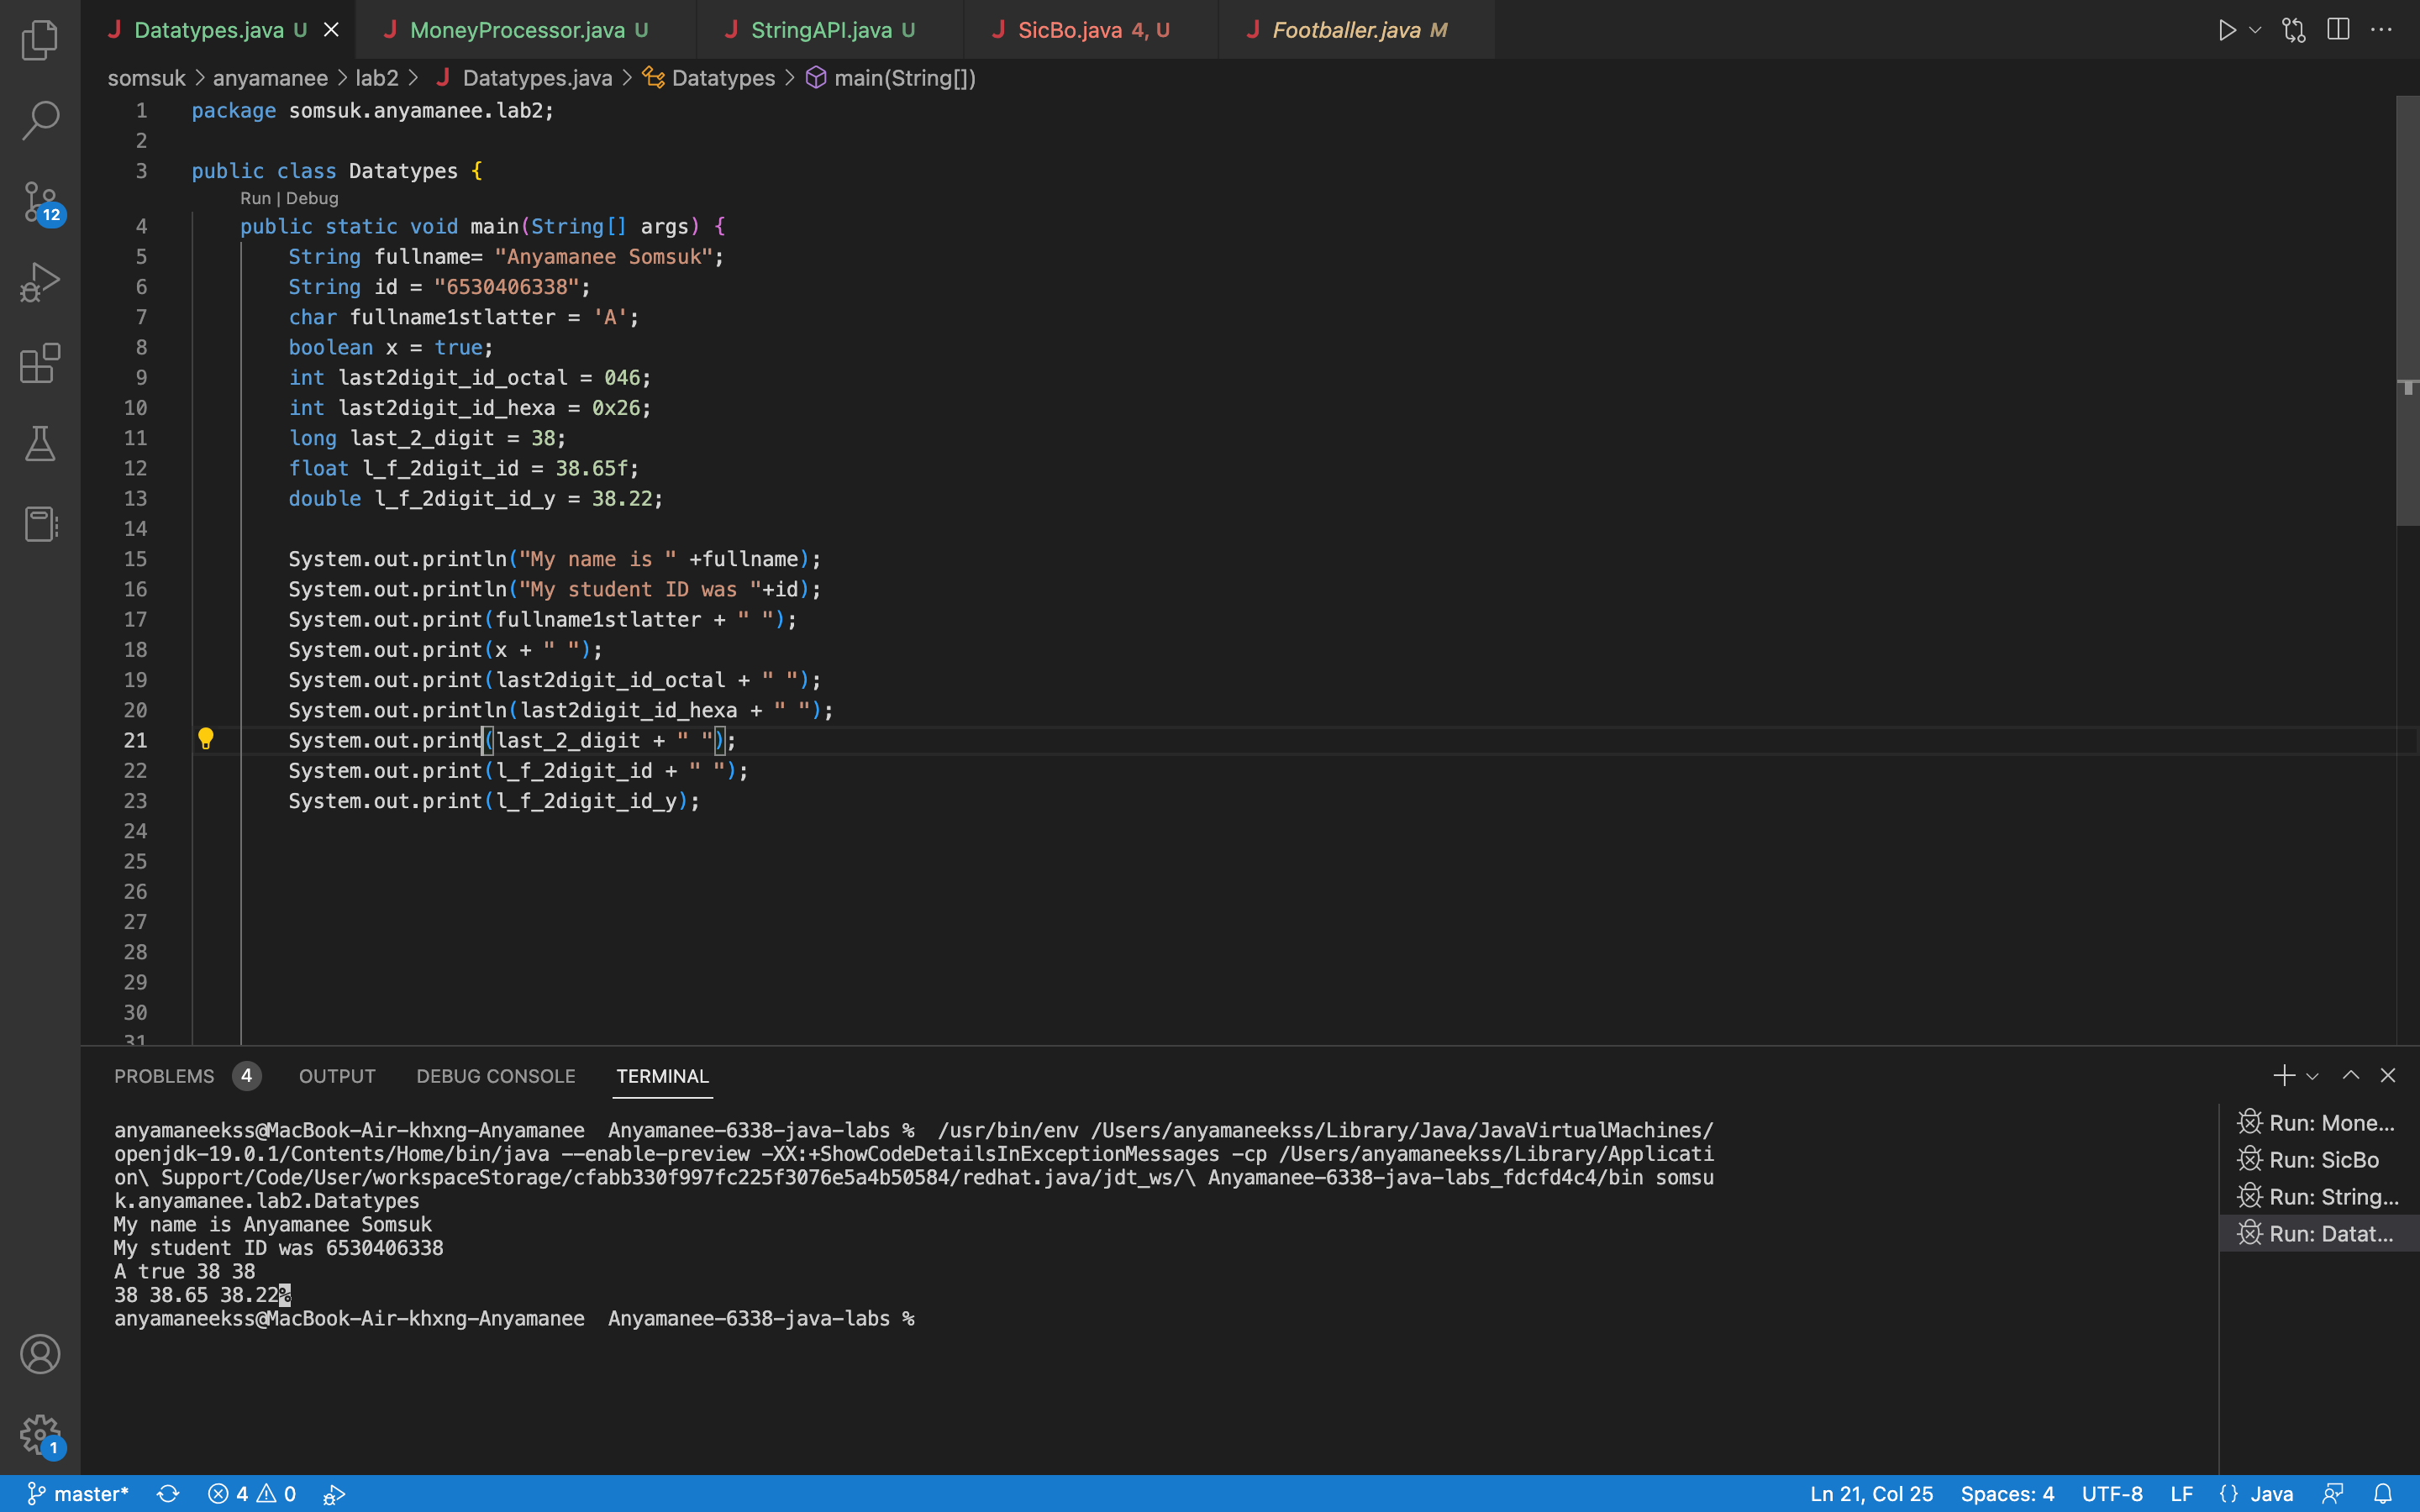 J Datatypes.java U J MoneyProcessor.java U J StringAPI.java U J SicBo.java 4, U J Footballer.java M
somsuk > anyamanee > lab2 > J Datatypes.java > Datatypes > main(String[])
1 package somsuk.anyamanee.lab2;
2
3 public class Datatypes {
Run | Debug
4 public static void main(String[] args) {
5 String fullname= "Anyamanee Somsuk";
6 String id = "6530406338";
7 char fullname1stlatter = 'A';
8 boolean x = true;
9 int last2digit_id_octal = 046;
10 int last2digit_id_hexa = 0x26;
11 long last_2_digit = 38;
12 float l_f_2digit_id = 38.65f;
13 double l_f_2digit_id_y = 38.22;
14
15 System.out.println("My name is " +fullname);
16 System.out.println("My student ID was "+id);
17 System.out.print(fullname1stlatter + " ");
18 System.out.print(x + " ");
19 System.out.print(last2digit_id_octal + " ");
20 System.out.println(last2digit_id_hexa + " ");
21 System.out.print(last_2_digit + " ");
22 System.out.print(l_f_2digit_id + " ");
23 System.out.print(l_f_2digit_id_y);
24
25
26
27
28
29
30
31
12
PROBLEMS 4 OUTPUT DEBUG CONSOLE TERMINAL
anyamaneekss@MacBook-Air-khxng-Anyamanee  Anyamanee-6338-java-labs %  /usr/bin/env /Users/anyamaneekss/Library/Java/JavaVirtualMachines/
openjdk-19.0.1/Contents/Home/bin/java --enable-preview -XX:+ShowCodeDetailsInExceptionMessages -cp /Users/anyamaneekss/Library/Applicati
on\ Support/Code/User/workspaceStorage/cfabb330f997fc225f3076e5a4b50584/redhat.java/jdt_ws/\ Anyamanee-6338-java-labs_fdcfd4c4/bin somsu
k.anyamanee.lab2.Datatypes
My name is Anyamanee Somsuk
My student ID was 6530406338
A true 38 38
38 38.65 38.22%
anyamaneekss@MacBook-Air-khxng-Anyamanee  Anyamanee-6338-java-labs %
Run: Mone...
Run: SicBo
Run: String...
Run: Datat...
1
master* 4 0 Ln 21, Col 25 Spaces: 4 UTF-8 LF {} Java